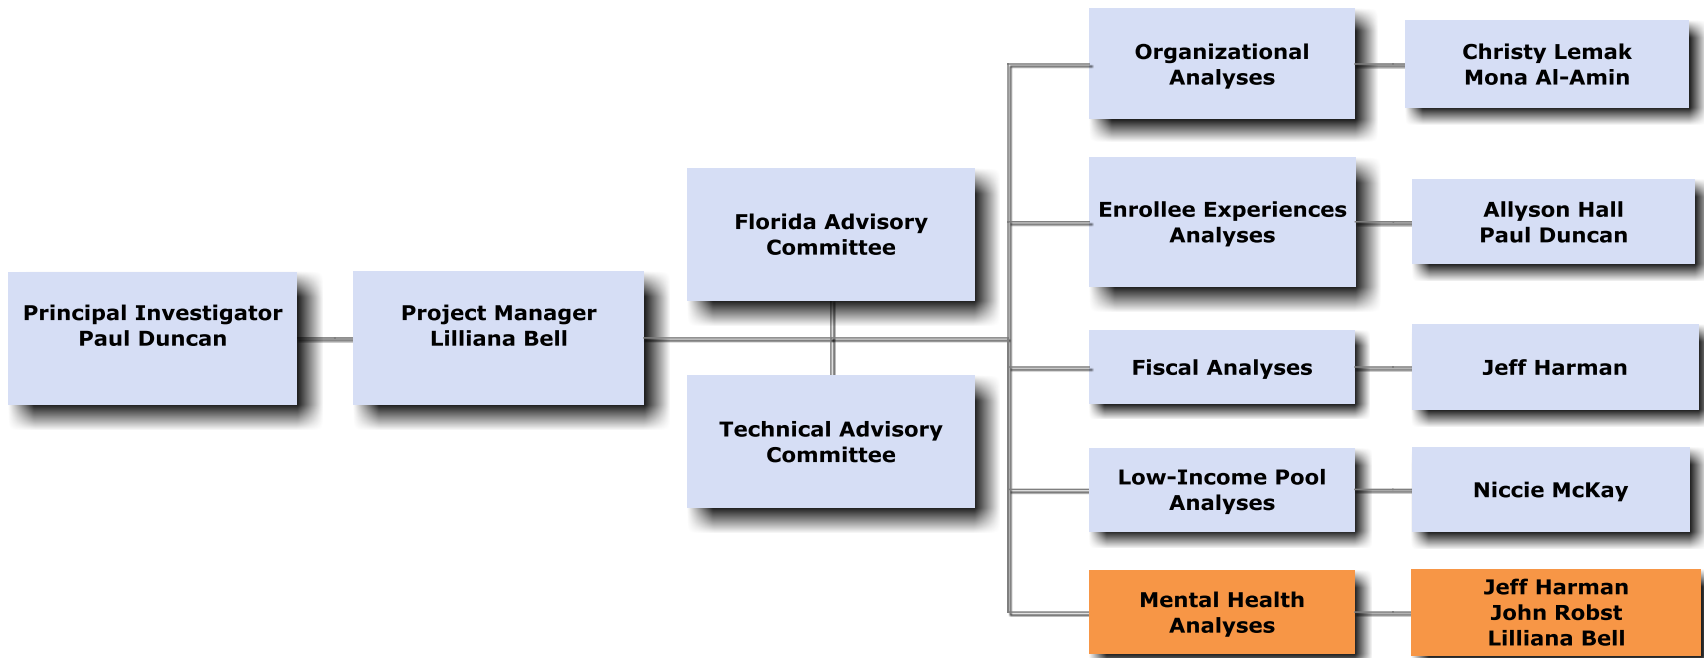 Principal Investigator
Paul Duncan
Project Manager
Lilliana Bell
Florida Advisory
Committee
Technical Advisory
Committee
Organizational
Analyses
Christy Lemak
Mona Al-Amin
Enrollee Experiences
Analyses
Allyson Hall
Paul Duncan
Fiscal Analyses
Jeff Harman
Low-Income Pool
Analyses
Niccie McKay
Mental Health
Analyses
Jeff Harman
John Robst
Lilliana Bell